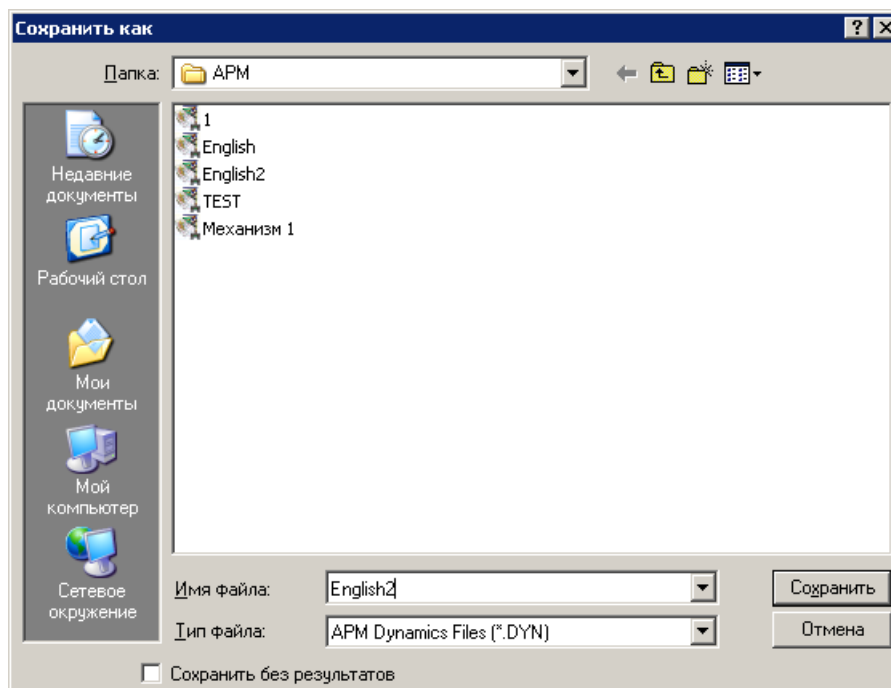 Сохранить как
Папка:
APM
1
English
English2
TEST
Механизм 1
Недавние
документы
Рабочий стол
Мои
документы
Мой
компьютер
Сетевое
окружение
Имя файла:
English2
Сохранить
Тип файла:
APM Dynamics Files (*.DYN)
Отмена
Сохранить без результатов